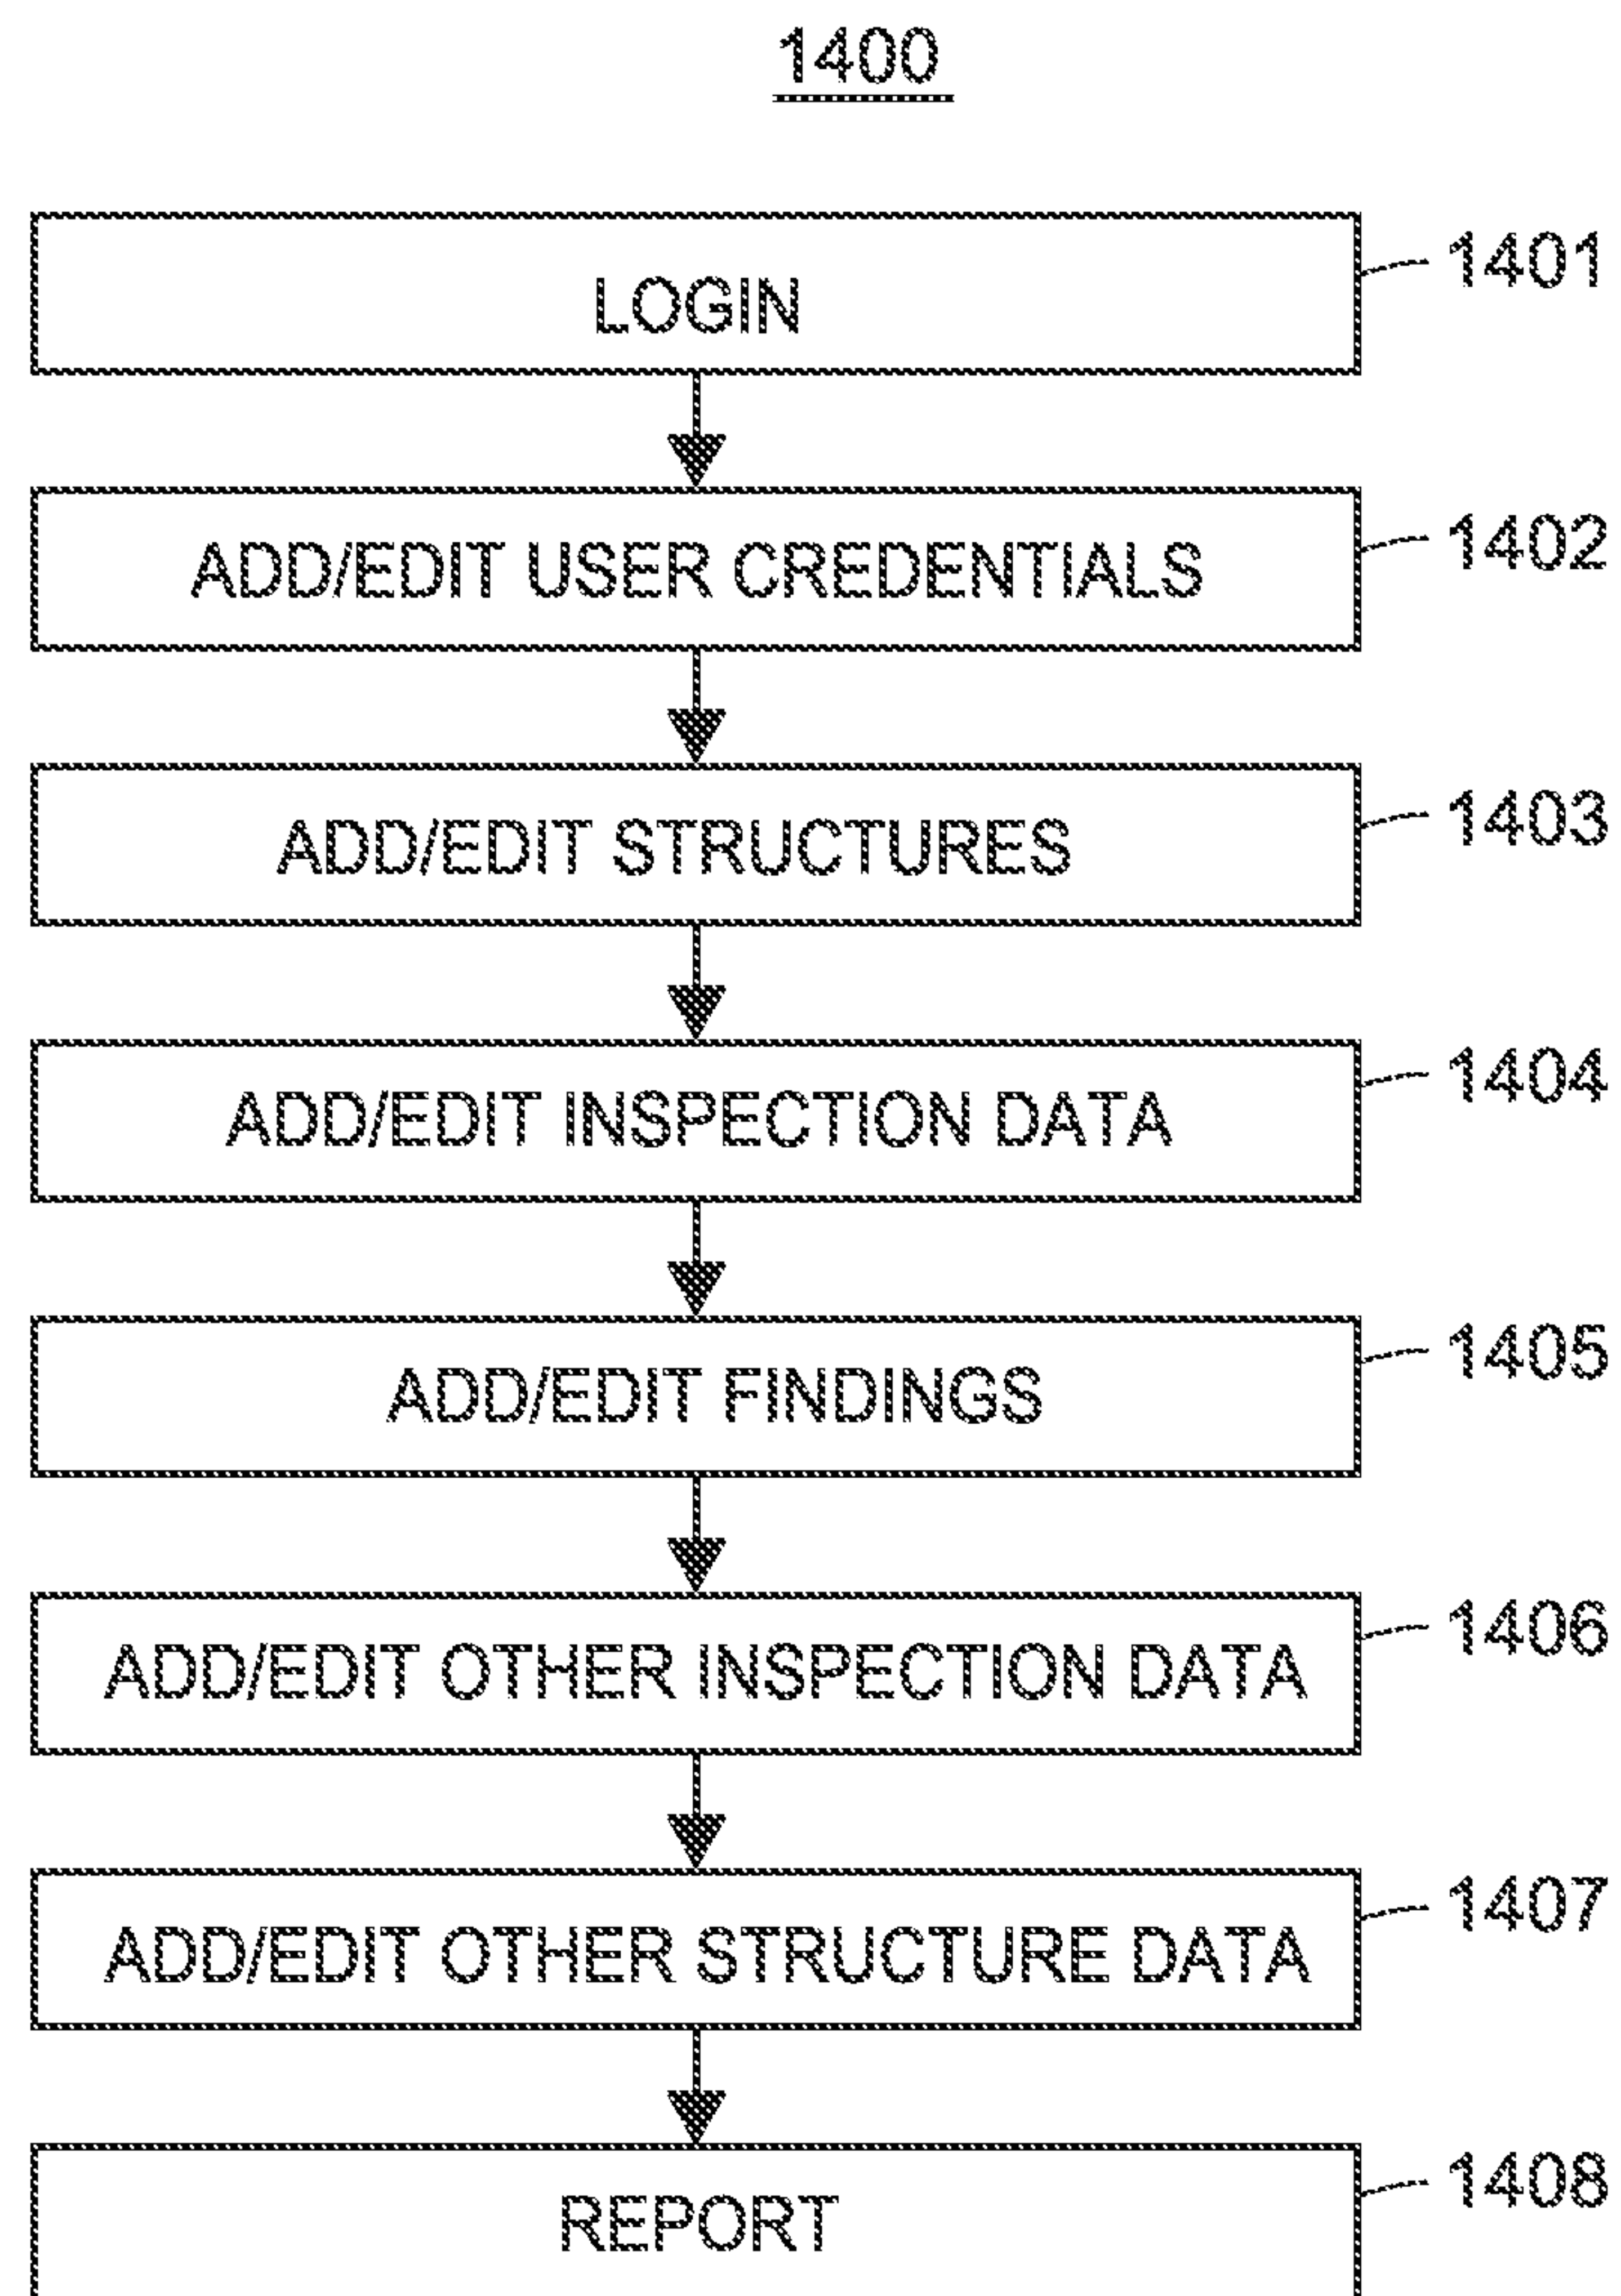 1400
LOGIN 1401
ADD/EDIT USER CREDENTIALS 1402
ADD/EDIT STRUCTURES 1403
ADD/EDIT INSPECTION DATA 1404
ADD/EDIT FINDINGS 1405
ADD/EDIT OTHER INSPECTION DATA 1406
ADD/EDIT OTHER STRUCTURE DATA 1407
REPORT 1408